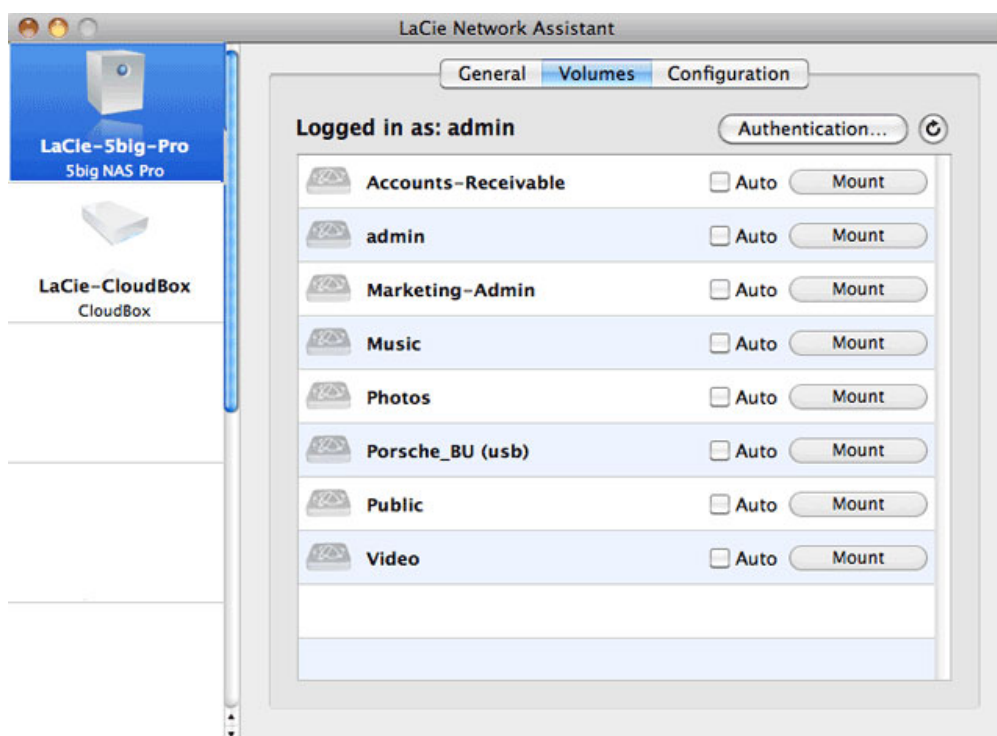 LaCie Network Assistant
LaCie-5big-Pro
5big NAS Pro
LaCie-CloudBox
CloudBox
General Volumes Configuration
Logged in as: admin Authentication...
Accounts-Receivable Auto Mount
admin Auto Mount
Marketing-Admin Auto Mount
Music Auto Mount
Photos Auto Mount
Porsche_BU (usb) Auto Mount
Public Auto Mount
Video Auto Mount